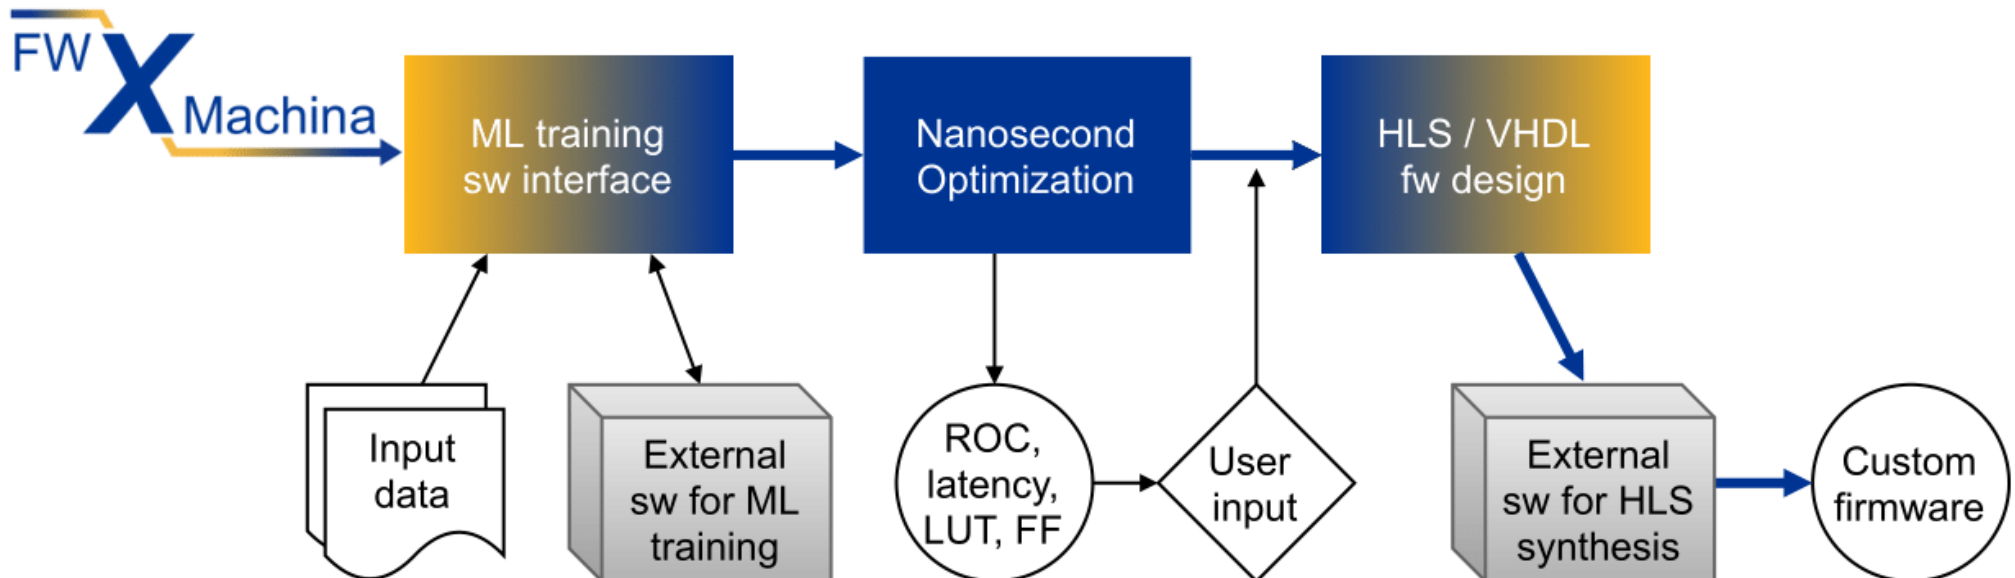 FW
X
Machina
ML training
sw interface
Nanosecond
Optimization
HLS / VHDL
fw design
Input
data
External
sw for ML
training
ROC,
latency,
LUT, FF
User
input
External
sw for HLS
synthesis
Custom
firmware